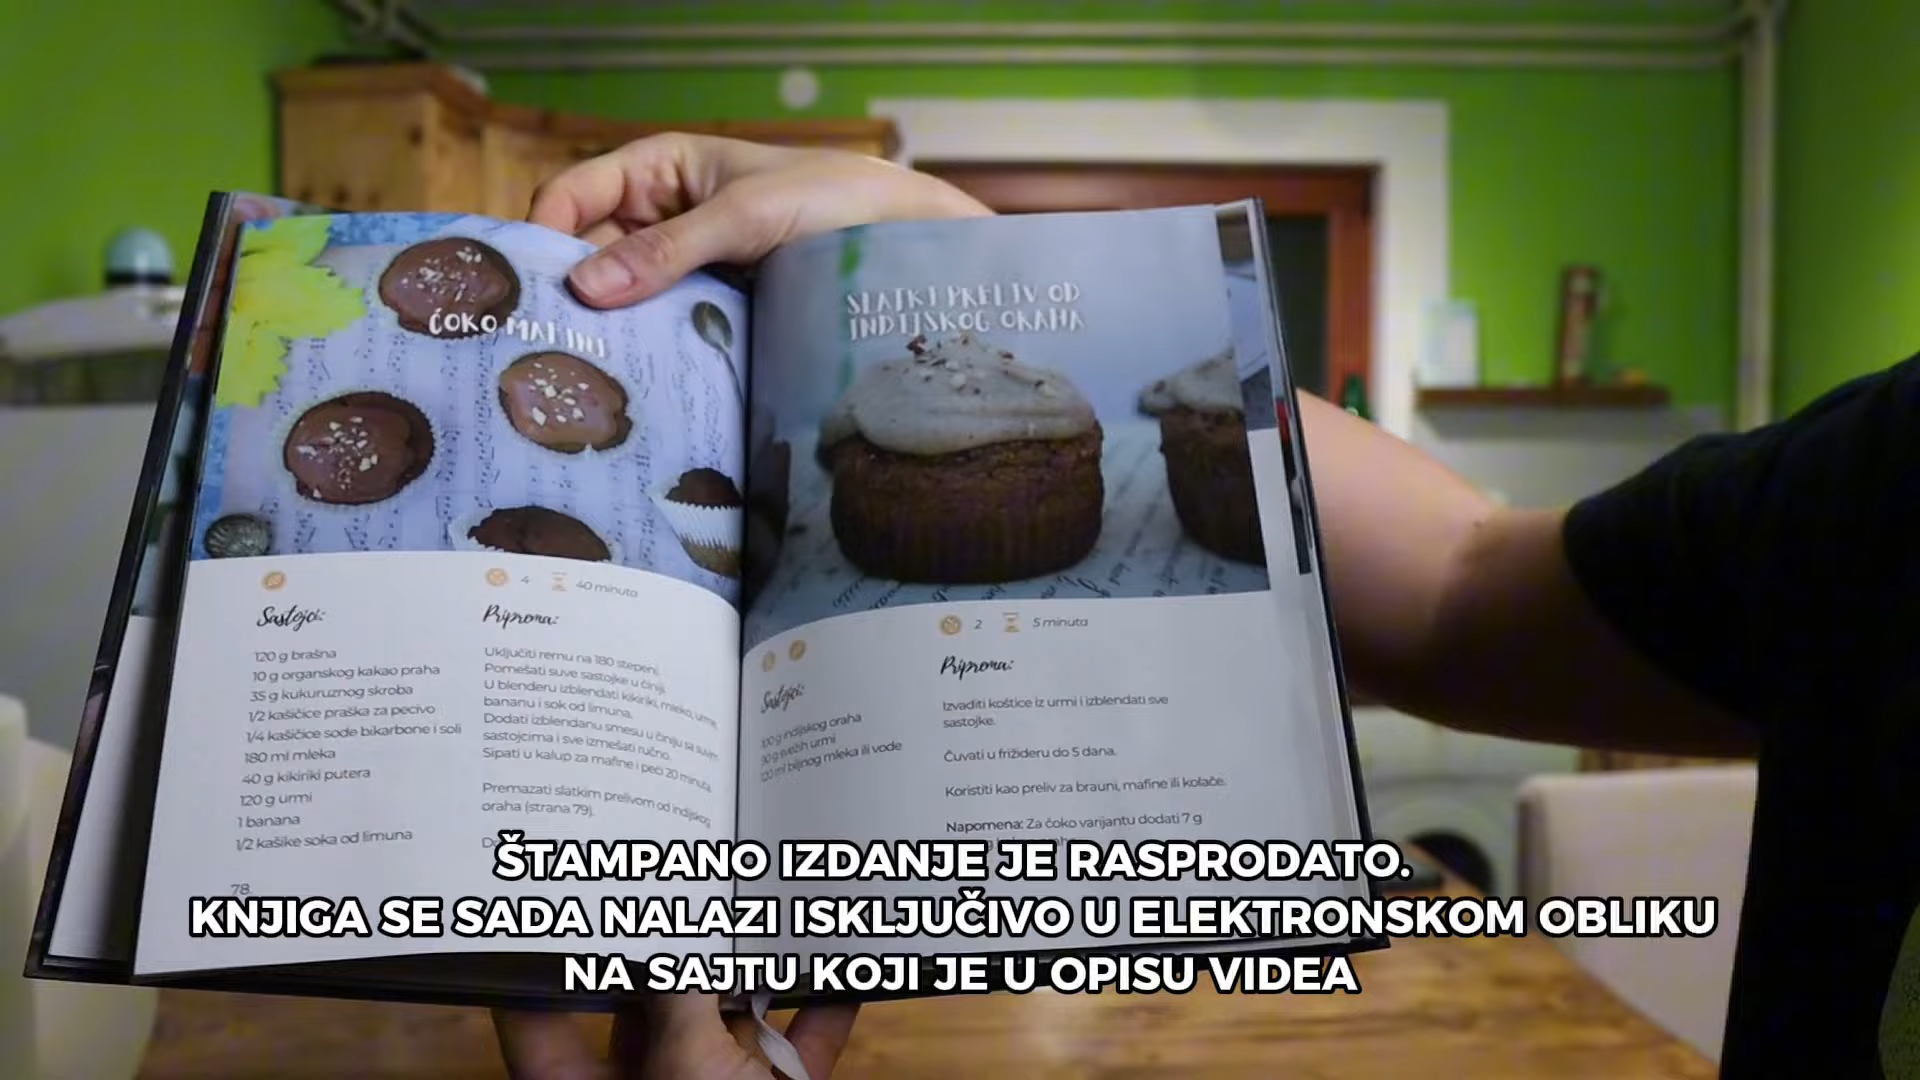 ĆOKO MAFINI
4 40 minuta
Sastojci:
120 g brašna
10 g organskog kakao praha
35 g kukuruznog skroba
1/2 kašičice praška za pecivo
1/4 kašičice sode bikarbone i soli
180 ml mleka
40 g kikiriki putera
120 g urmi
1 banana
1/2 kašike soka od limuna
78.
Priprema:
Uključiti rernu na 180 stepeni.
Pomešati suve sastojke u činiji.
U blenderu izblendati kikiriki, mleko, urme,
bananu i sok od limuna.
Dodati izblendanu smesu u činiju sa suvim
sastojcima i sve izmešati ručno.
Sipati u kalup za mafine i peći 20 minuta.
Premazati slatkim prelivom od indijskog
oraha (strana 79).
SLATKI PRELIV OD
INDIJSKOG ORAHA
2 5 minuta
Sastojci:
100 g indijskog oraha
90 g svežih urmi
120 ml biljnog mleka ili vode
Priprema:
Izvaditi koštice iz urmi i izblendati sve
sastojke.
Čuvati u frižideru do 5 dana.
Koristiti kao preliv za brauni, mafine ili kolače.
Napomena: Za ćoko varijantu dodati 7 g
ŠTAMPANO IZDANJE JE RASPRODATO.
KNJIGA SE SADA NALAZI ISKLJUČIVO U ELEKTRONSKOM OBLIKU
NA SAJTU KOJI JE U OPISU VIDEA